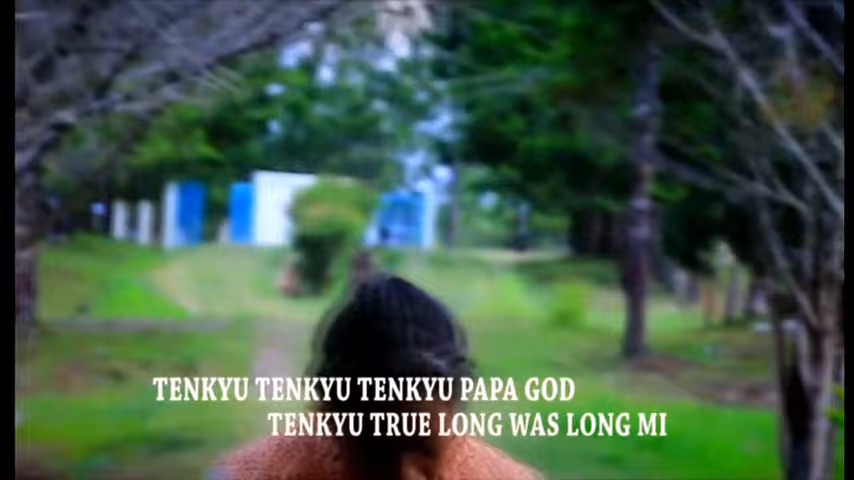 TENKYU TENKYU TENKYU PAPA GOD
TENKYU TRUE LONG WAS LONG MI